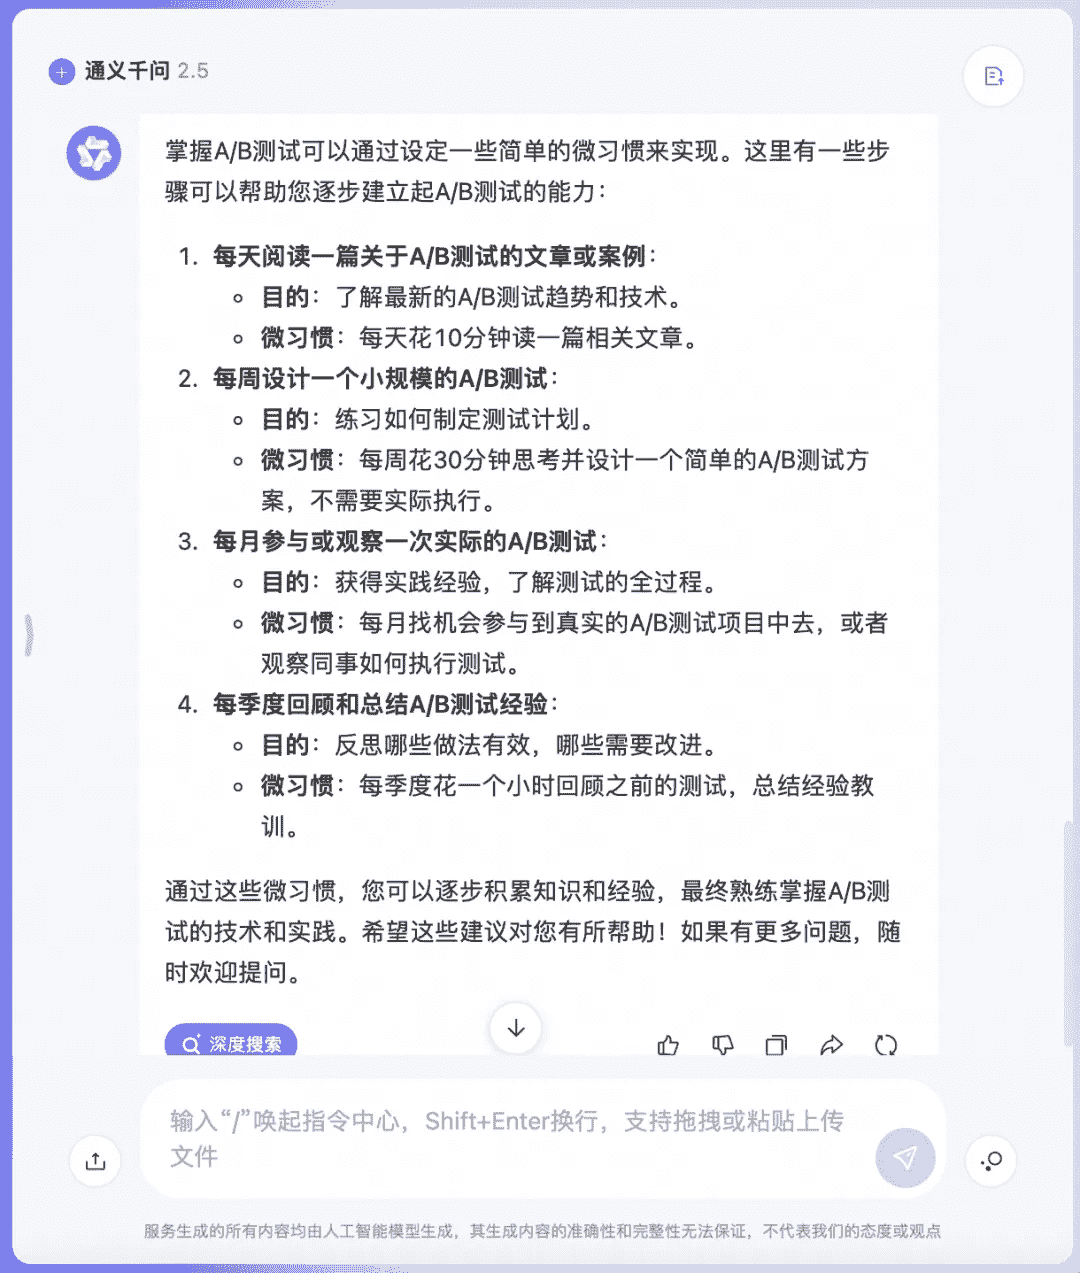 通义千问 2.5
掌握A/B测试可以通过设定一些简单的微习惯来实现。这里有一些步
骤可以帮助您逐步建立起A/B测试的能力：
1. 每天阅读一篇关于A/B测试的文章或案例：
目的：了解最新的A/B测试趋势和技术。
微习惯：每天花10分钟读一篇相关文章。
2. 每周设计一个小规模的A/B测试：
目的：练习如何制定测试计划。
微习惯：每周花30分钟思考并设计一个简单的A/B测试方
案，不需要实际执行。
3. 每月参与或观察一次实际的A/B测试：
目的：获得实践经验，了解测试的全过程。
微习惯：每月找机会参与到真实的A/B测试项目中去，或者
观察同事如何执行测试。
4. 每季度回顾和总结A/B测试经验：
目的：反思哪些做法有效，哪些需要改进。
微习惯：每季度花一个小时回顾之前的测试，总结经验教
训。
通过这些微习惯，您可以逐步积累知识和经验，最终熟练掌握A/B测
试的技术和实践。希望这些建议对您有所帮助！如果有更多问题，随
时欢迎提问。
深度搜索
输入“/”唤起指令中心，Shift+Enter换行，支持拖拽或粘贴上传
文件
服务生成的所有内容均由人工智能模型生成，其生成内容的准确性和完整性无法保证，不代表我们的态度或观点